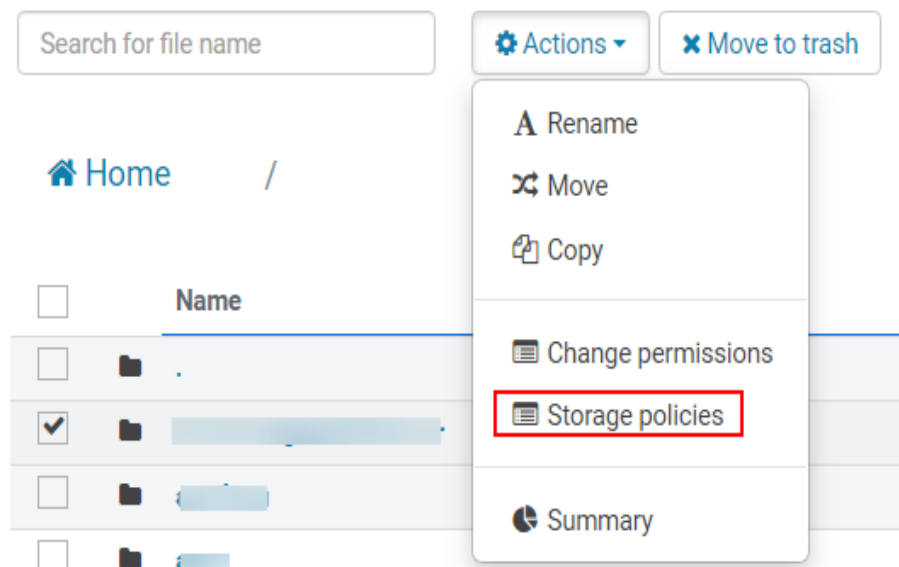 Search for file name
Actions
Move to trash
Rename
Home /
Move
Copy
Name
Change permissions
.
Storage policies
Summary